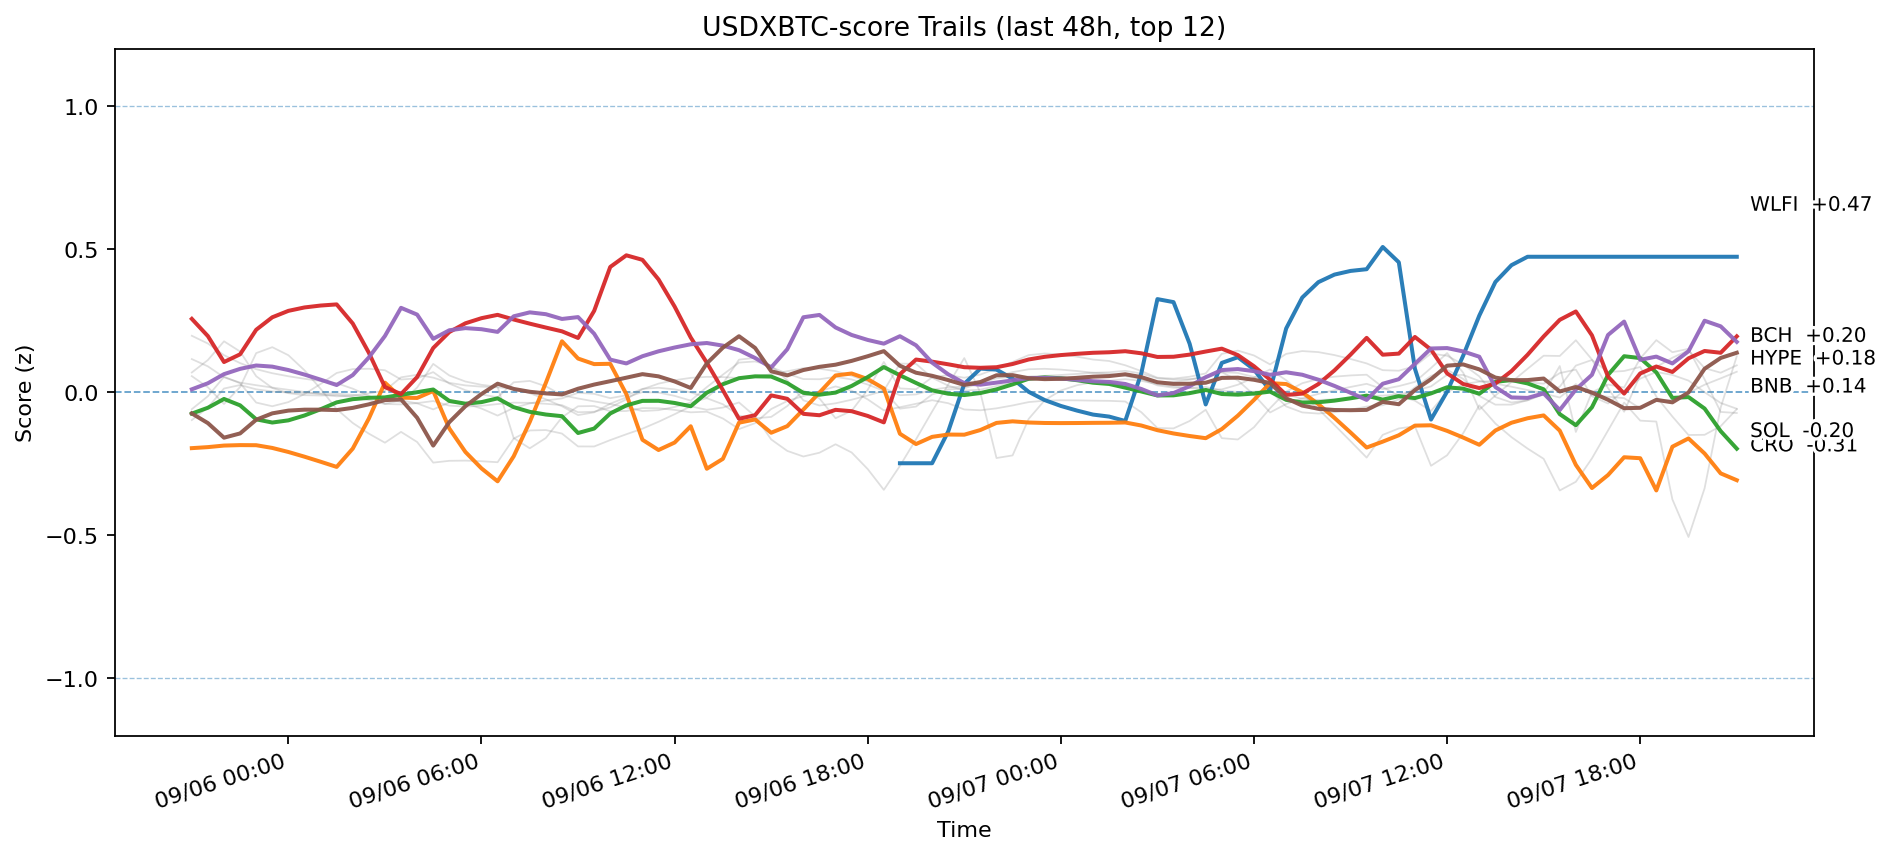 USDXBTC-score Trails (last 48h, top 12)
Score (z)
1.0
0.5
0.0
−0.5
−1.0
WLFI +0.47
BCH +0.20
HYPE +0.18
BNB +0.14
SOL -0.20
CRO -0.31
09/06 00:00
09/06 06:00
09/06 12:00
09/06 18:00
09/07 00:00
09/07 06:00
09/07 12:00
09/07 18:00
Time